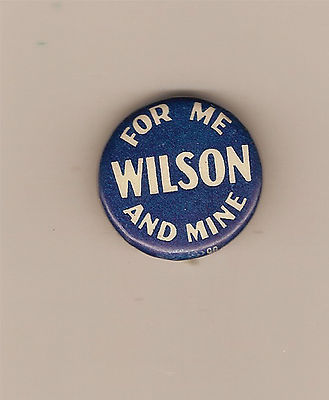 FOR ME
WILSON
AND MINE